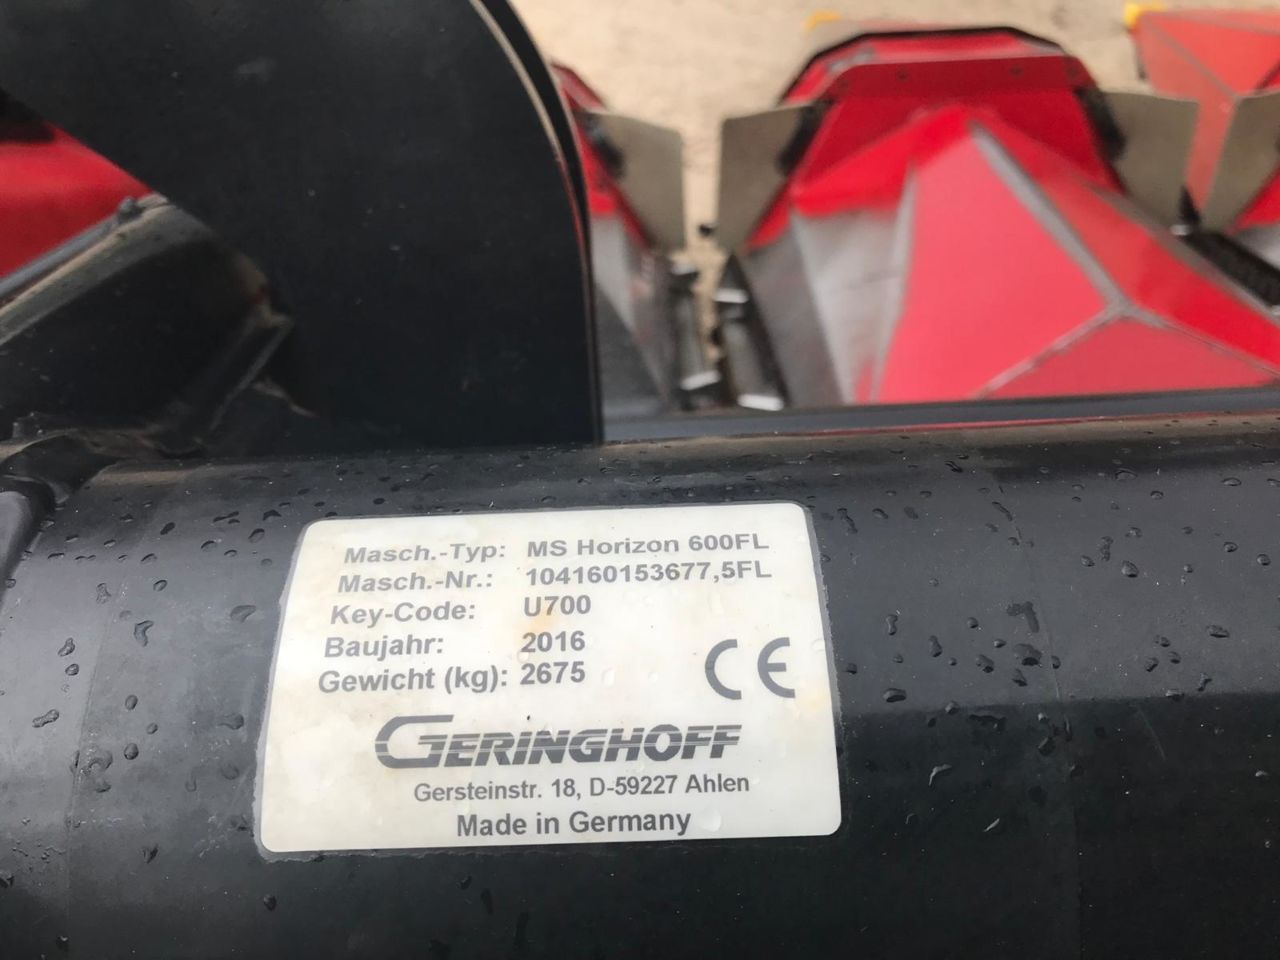 Masch.-Typ: MS Horizon 600FL
Masch.-Nr.: 104160153677,5FL
Key-Code: U700
Baujahr: 2016
Gewicht (kg): 2675
CE
GERINGHOFF
Gersteinstr. 18, D-59227 Ahlen
Made in Germany